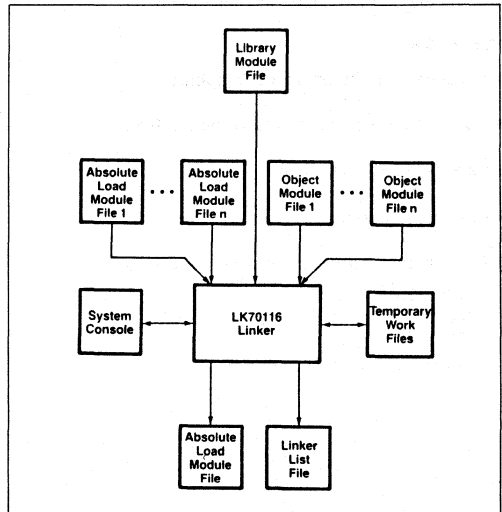 Library
Module
File
Absolute
Load
Module
File 1
• • •
Absolute
Load
Module
File n
Object
Module
File 1
• • •
Object
Module
File n
System
Console
LK70116
Linker
Temporary
Work
Files
Absolute
Load
Module
File
Linker
List
File